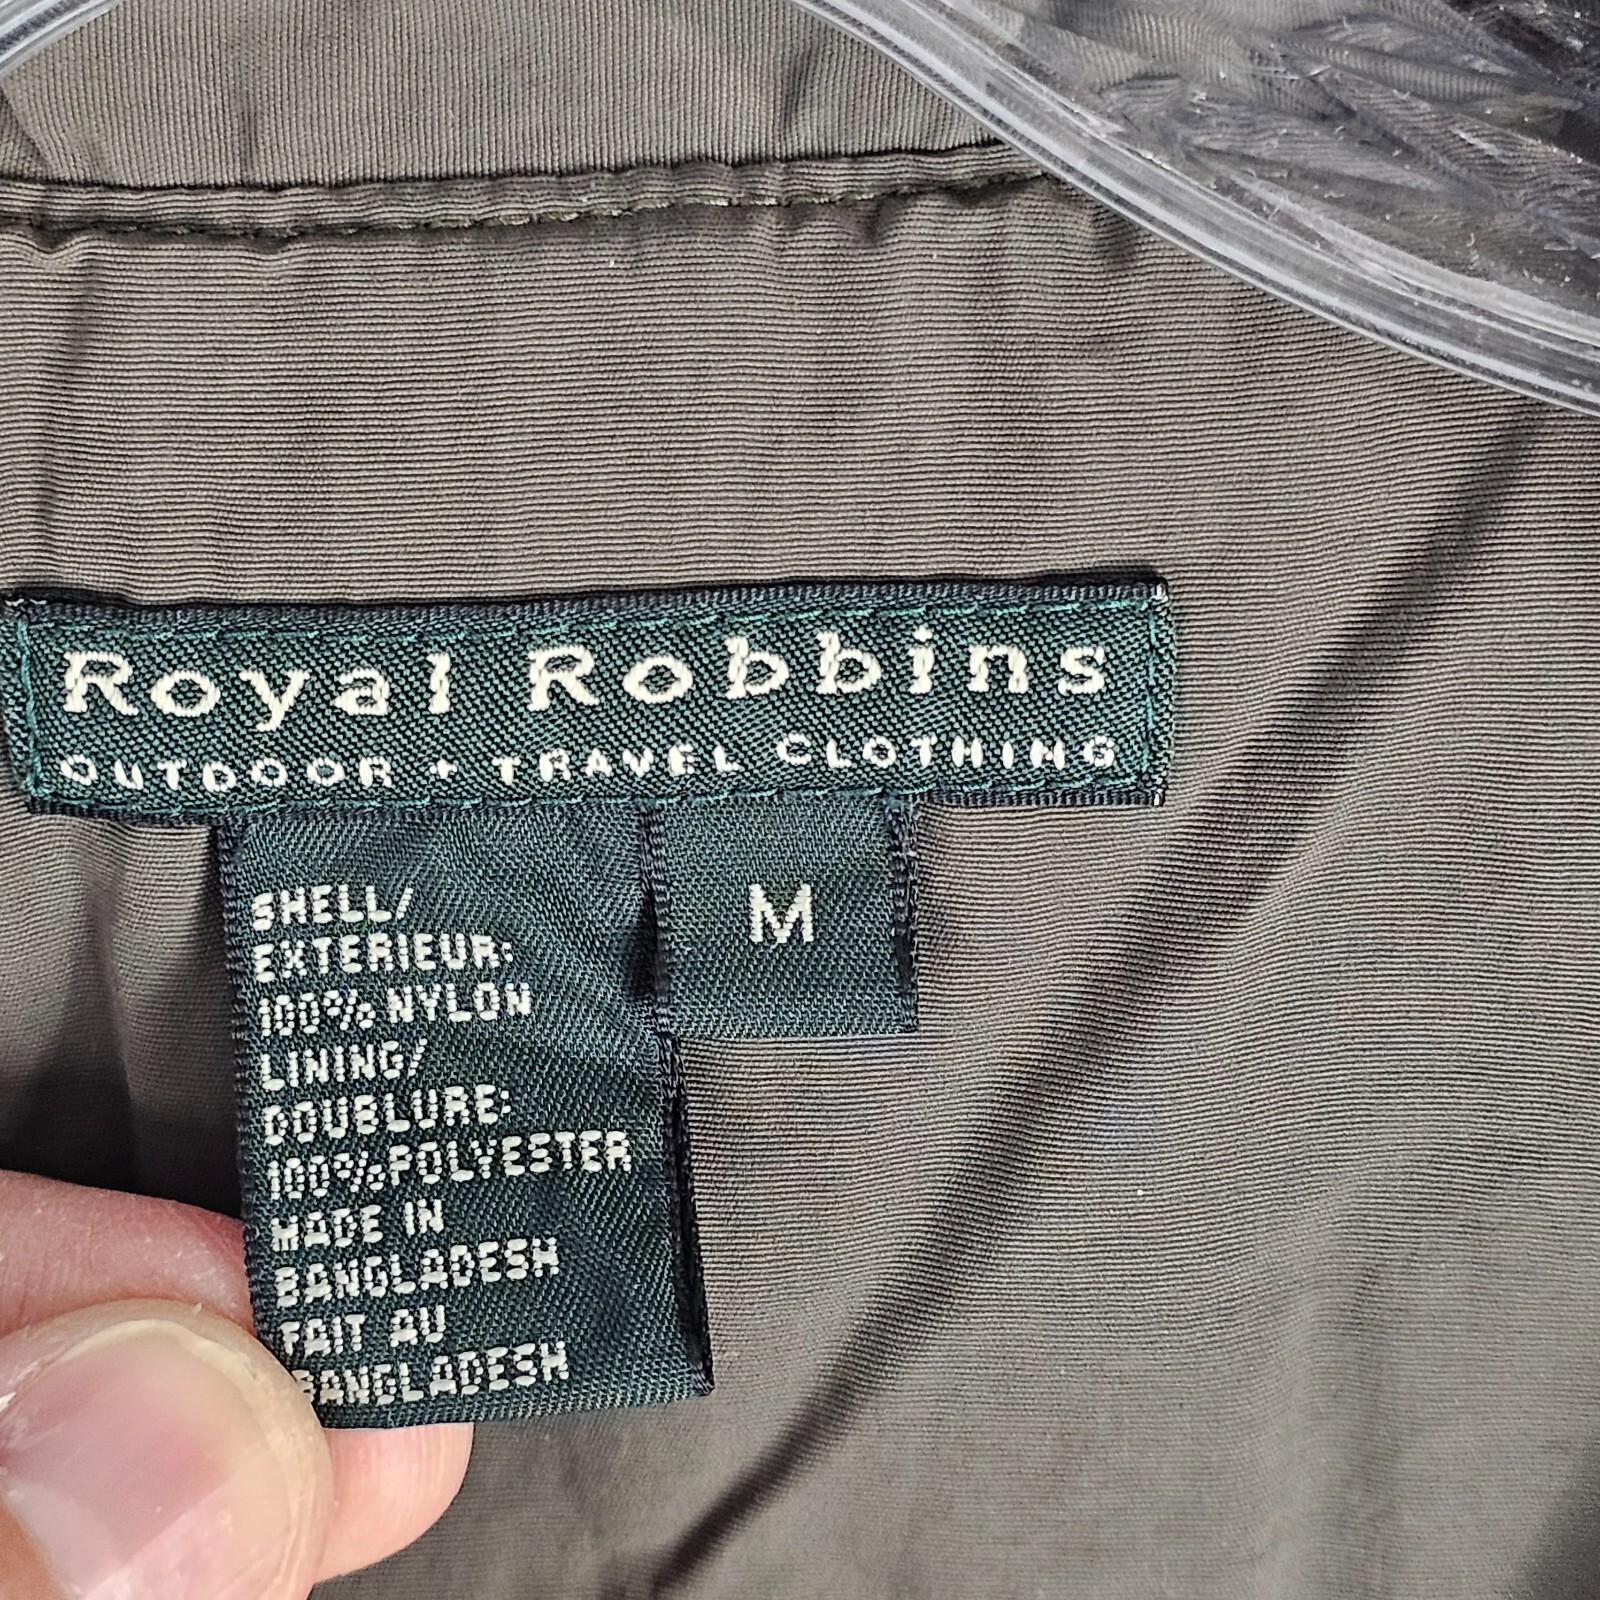 Royal Robbins
OUTDOOR + TRAVEL CLOTHING
M
SHELL/
EXTERIEUR:
100% NYLON
LINING/
DOUBLURE:
100% POLYESTER
MADE IN
BANGLADESH
FAIT AU
BANGLADESH